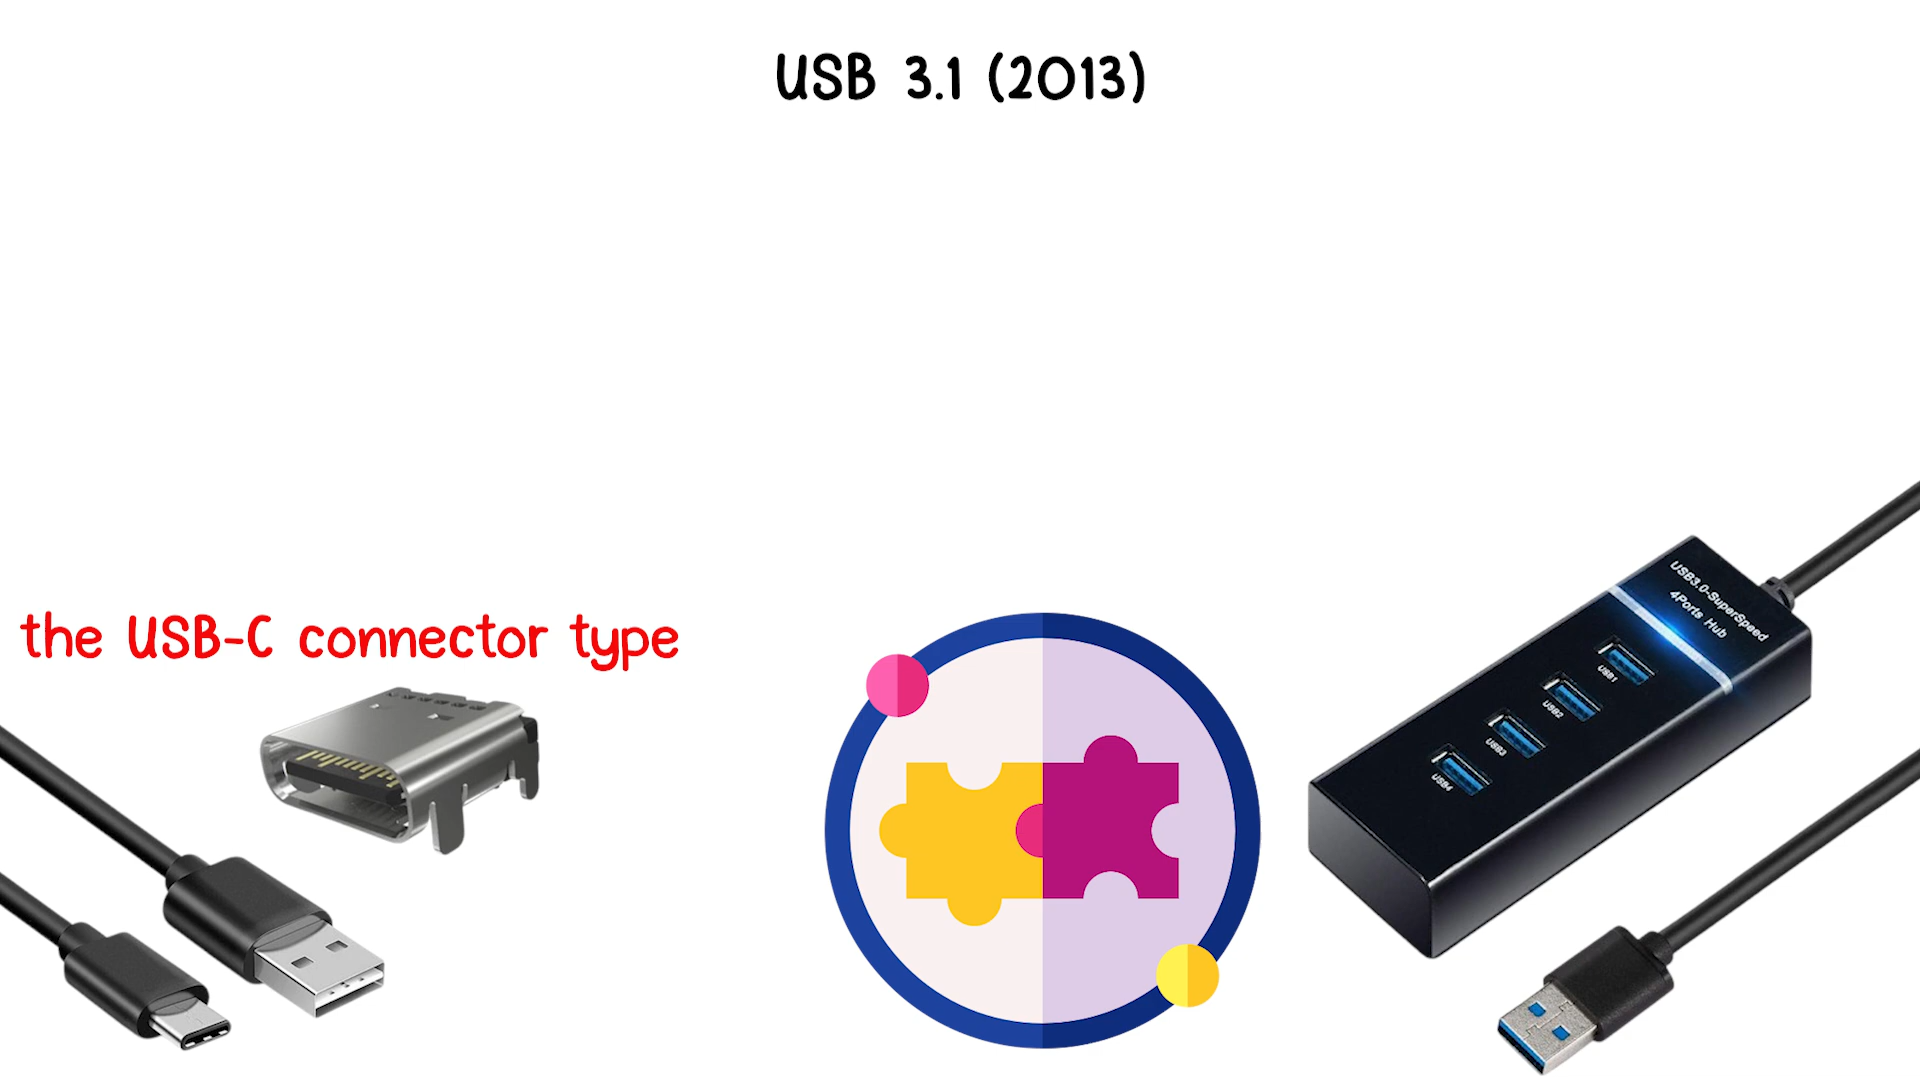 USB 3.1 (2013)
the USB-C connector type
USB3.0-SuperSpeed
4Ports Hub
USB1
USB2
USB3
USB4